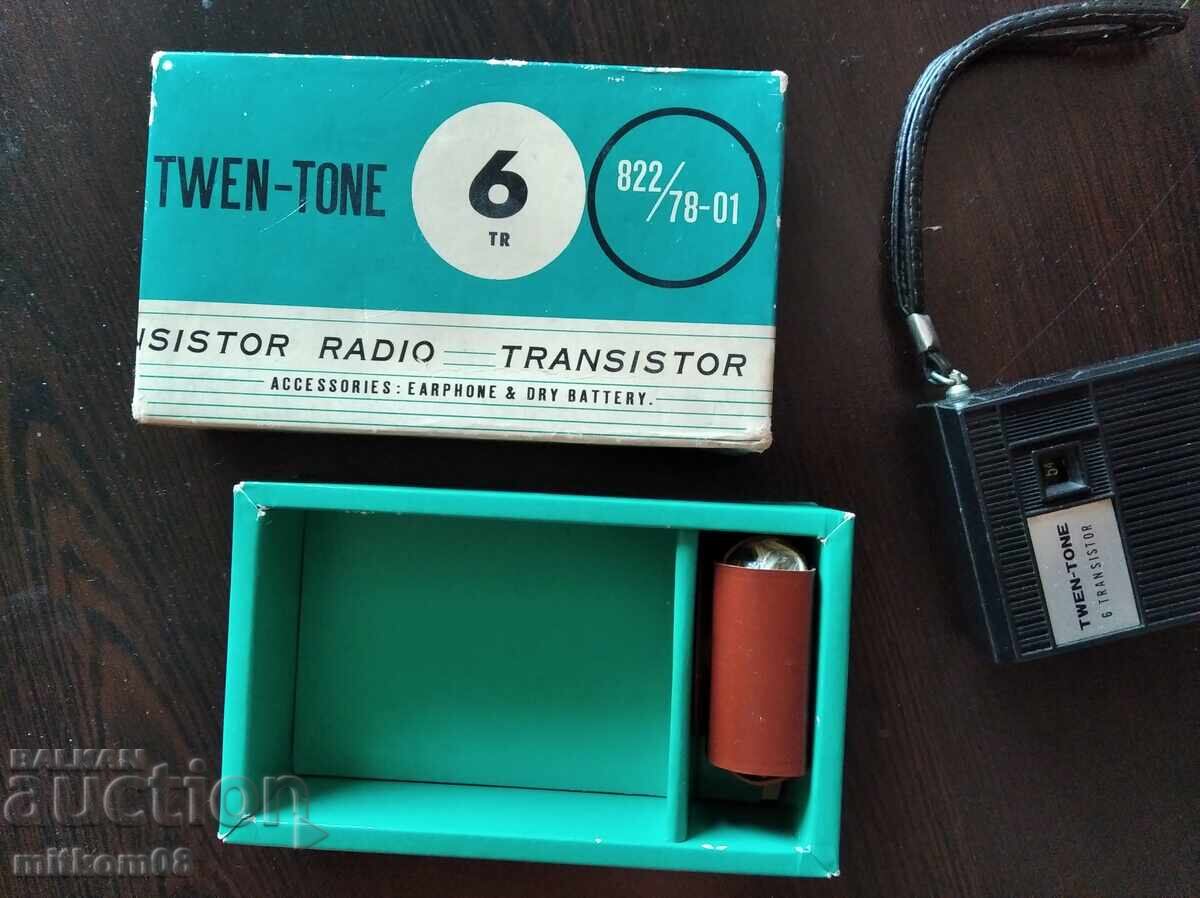 TWEN-TONE
6
TR
822/78-01
NSISTOR RADIO TRANSISTOR
ACCESSORIES: EARPHONE & DRY BATTERY.
TWEN-TONE
6 TRANSISTOR
BALKAN
auction
mitkom08